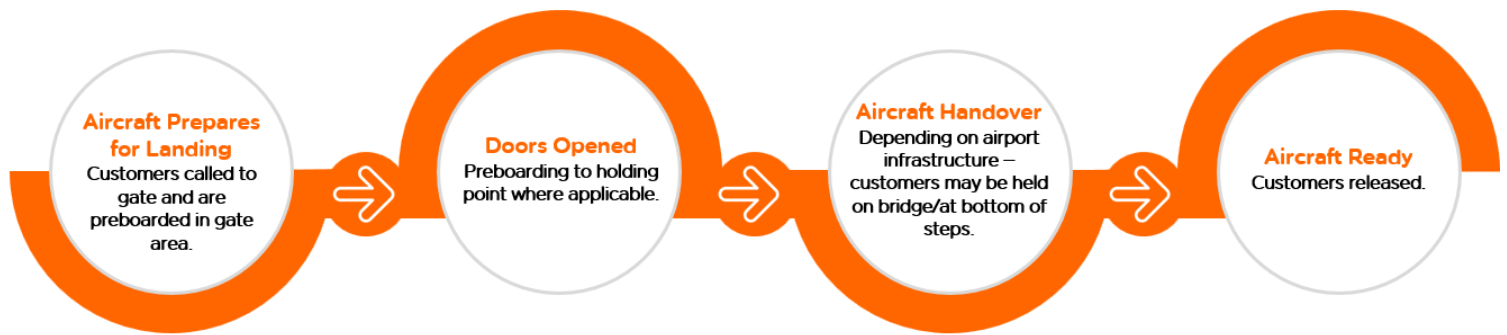 Aircraft Prepares
for Landing
Customers called to
gate and are
preboarded in gate
area.
Doors Opened
Preboarding to holding
point where applicable.
Aircraft Handover
Depending on airport
infrastructure –
customers may be held
on bridge/at bottom of
steps.
Aircraft Ready
Customers released.